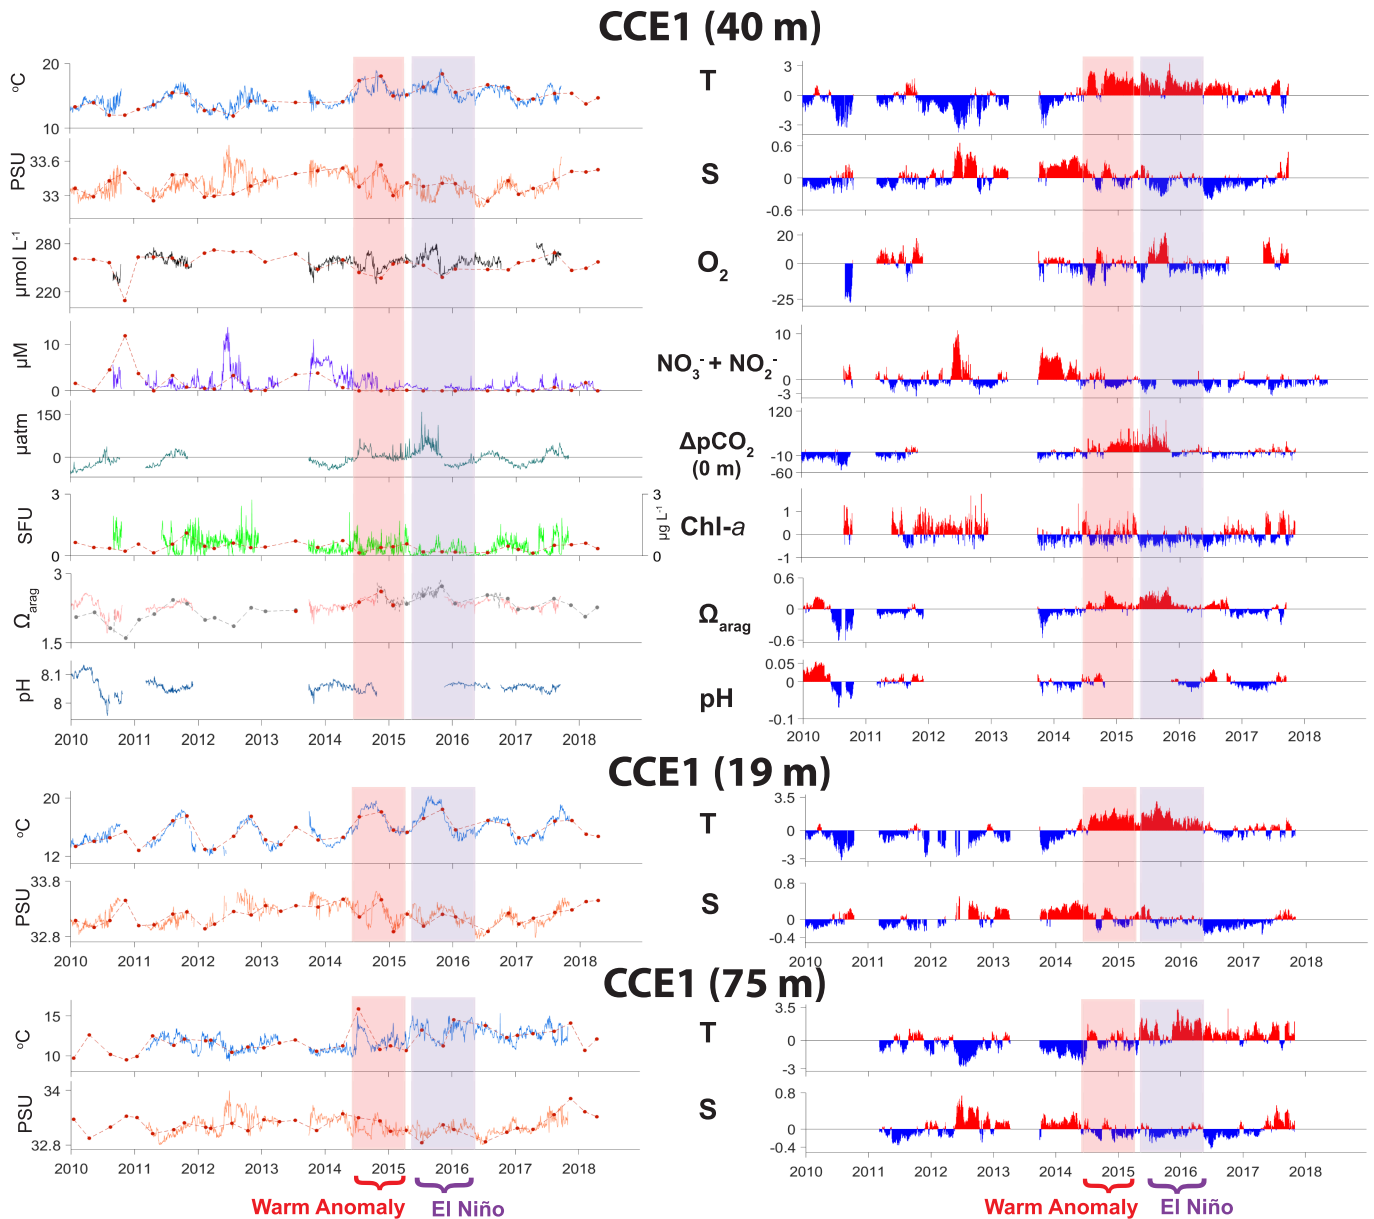 CCE1 (40 m)
20
10
ºC
2010 2011 2012 2013 2014 2015 2016 2017 2018
T
3
0
-3
2010 2011 2012 2013 2014 2015 2016 2017 2018
33.6
33
PSU
S
0.6
0
-0.6
280
220
µmol L-1
O2
20
0
-25
10
0
µM
NO3- + NO2-
10
0
-3
150
0
µatm
ΔpCO2
(0 m)
120
-10
-60
3
0
SFU
3
0
µg L-1
Chl-a
1
0
-1
3
1.5
Ωarag
Ωarag
0.6
0
-0.6
8.1
8
pH
pH
0.05
0
-0.1
CCE1 (19 m)
20
12
ºC
T
3.5
0
-3
33.8
32.8
PSU
S
0.8
0
-0.4
2010 2011 2012 2013 2014 2015 2016 2017 2018
2010 2011 2012 2013 2014 2015 2016 2017 2018
CCE1 (75 m)
15
10
ºC
T
3.5
0
-3
34
32.8
PSU
S
0.8
0
-0.4
2010 2011 2012 2013 2014 2015 2016 2017 2018
2010 2011 2012 2013 2014 2015 2016 2017 2018
Warm Anomaly El Niño
Warm Anomaly El Niño